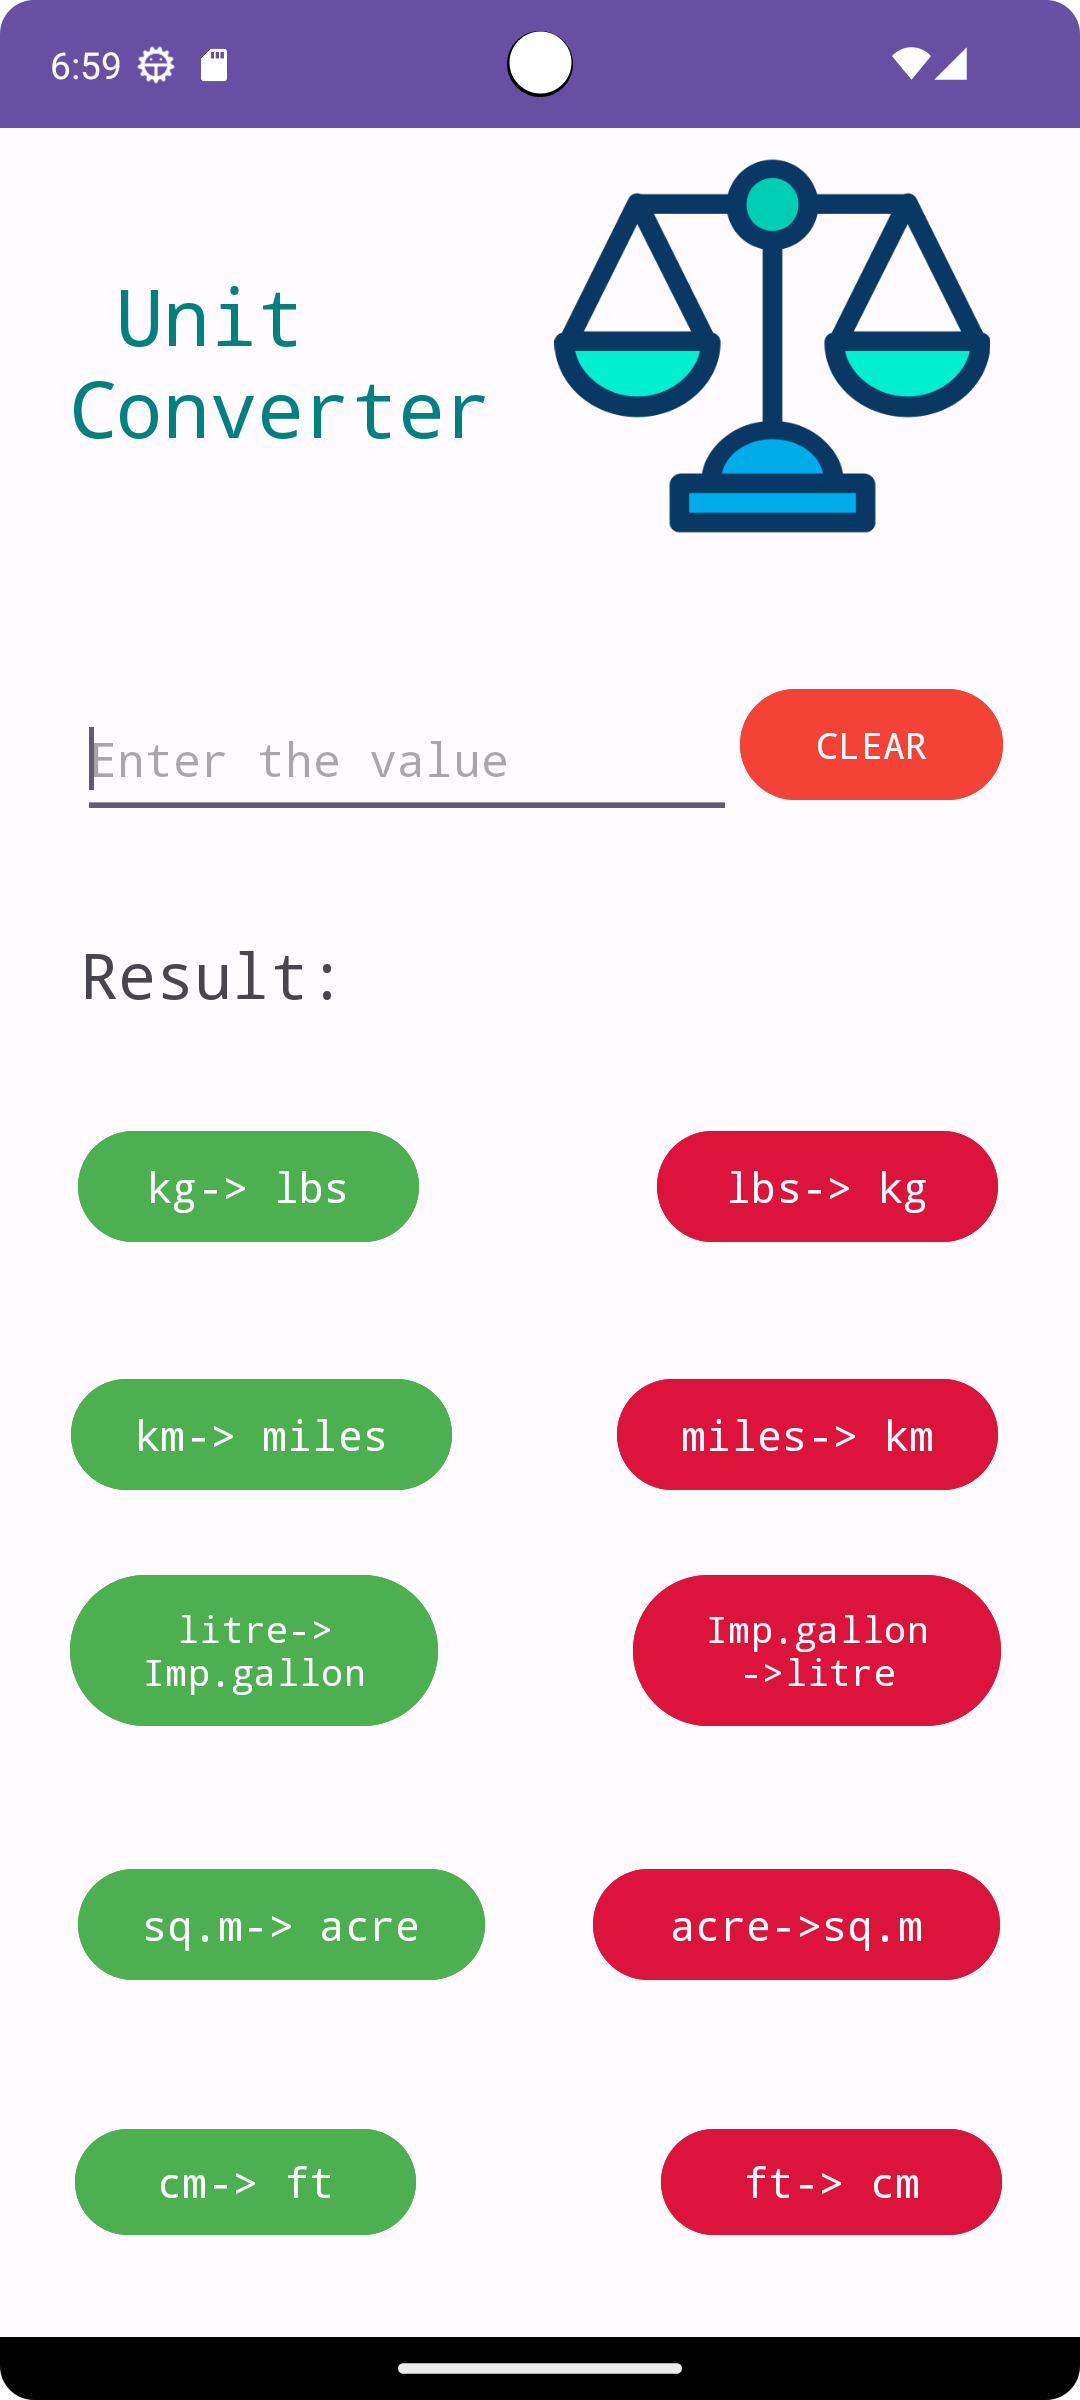 6:59
Unit
Converter
Enter the value
CLEAR
Result:
kg-> lbs
lbs-> kg
km-> miles
miles-> km
litre->
Imp.gallon
Imp.gallon
->litre
sq.m-> acre
acre->sq.m
cm-> ft
ft-> cm